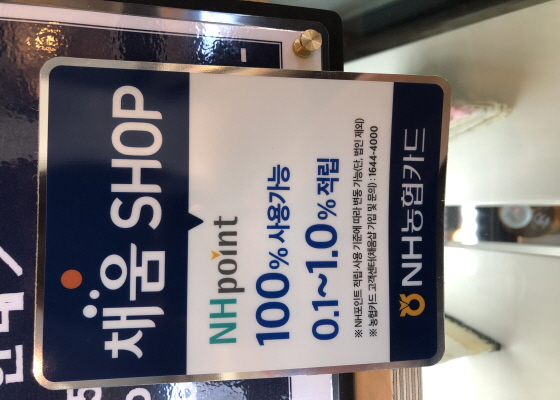 채움 SHOP
NHpoint
100% 사용가능
0.1~1.0% 적립
※ NH포인트 적립·사용 기준에 따라 변동 가능(단, 법인 제외)
※ 농협카드 고객센터(채움샵 가입 및 문의) : 1644-4000
NH농협카드